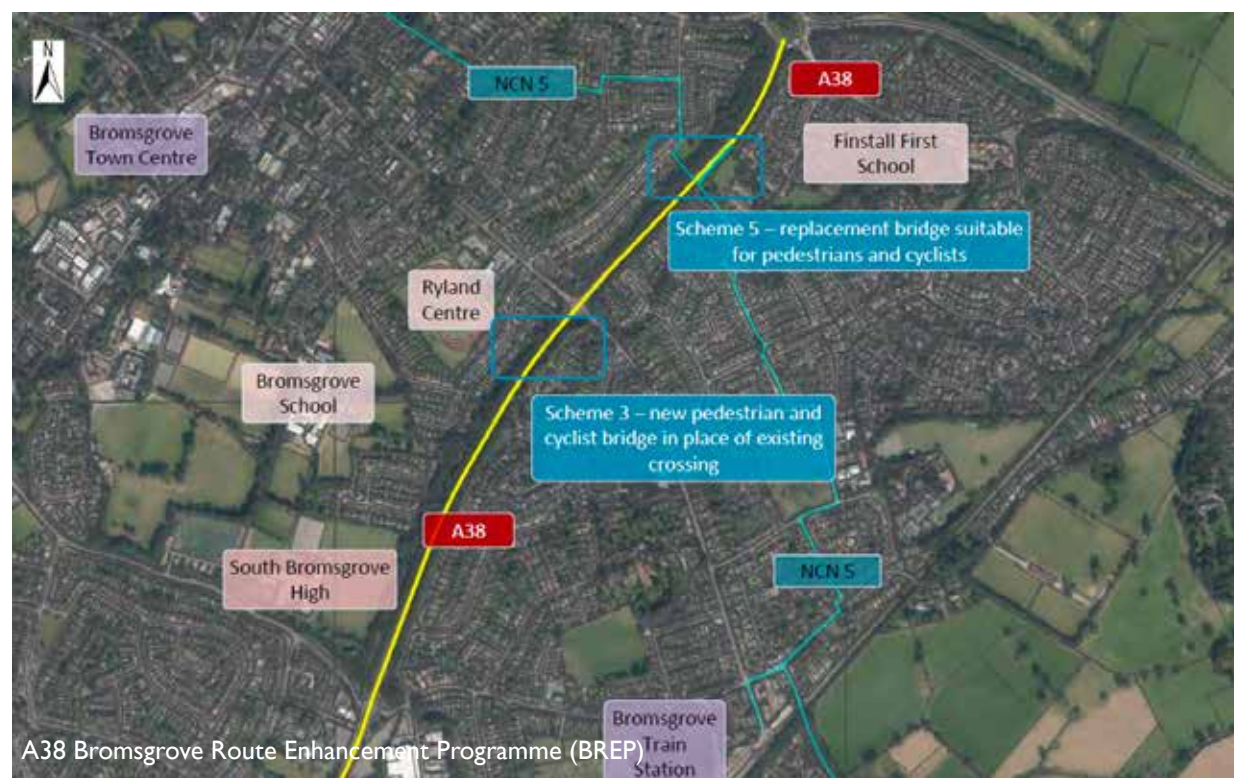 N
NCN 5
A38
Bromsgrove
Town Centre
Finstall First
School
Scheme 5 – replacement bridge suitable
for pedestrians and cyclists
Ryland
Centre
Bromsgrove
School
Scheme 3 – new pedestrian and
cyclist bridge in place of existing
crossing
A38
South Bromsgrove
High
NCN 5
Bromsgrove
Train
Station
A38 Bromsgrove Route Enhancement Programme (BREP)